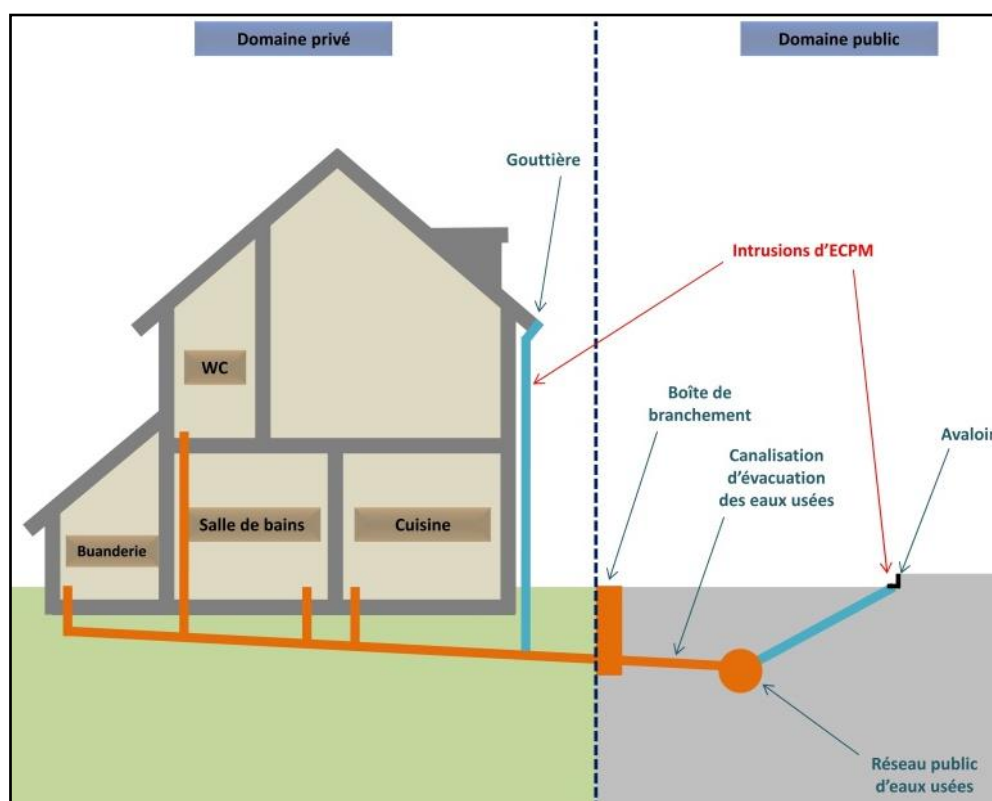 Domaine privé
Domaine public
Gouttière
Intrusions d’ECPM
WC
Boîte de
branchement
Avaloir
Canalisation
d’évacuation
des eaux usées
Salle de bains
Cuisine
Buanderie
Réseau public
d’eaux usées